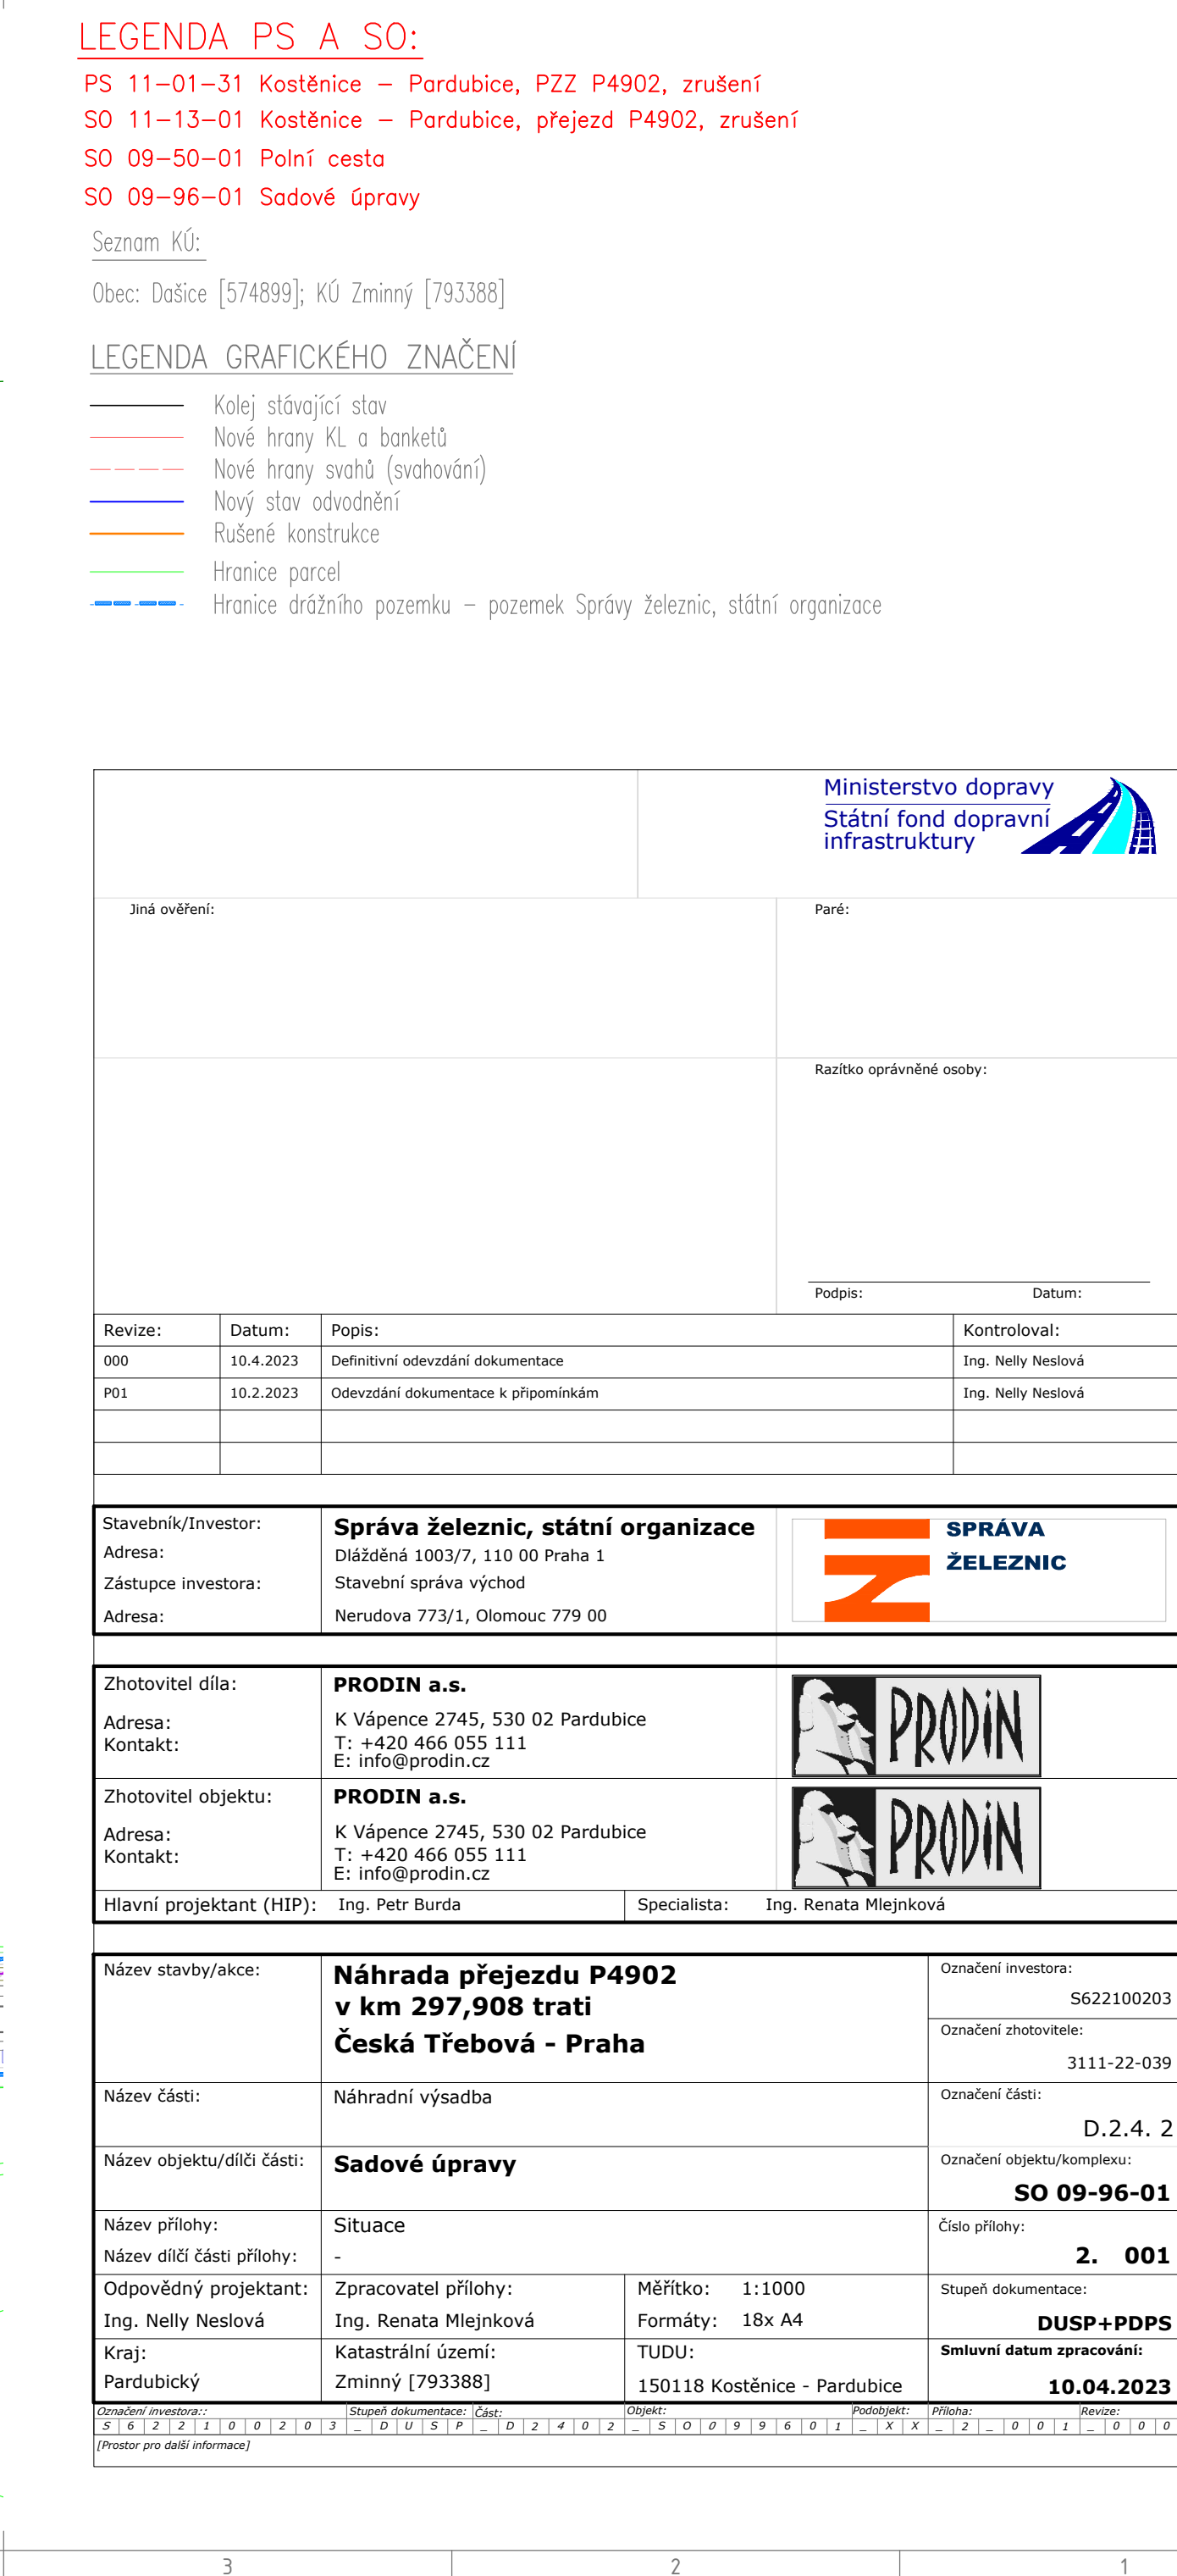 LEGENDA PS A SO:
PS 11-01-31 Kostěnice - Pardubice, PZZ P4902, zrušení
SO 11-13-01 Kostěnice - Pardubice, přejezd P4902, zrušení
SO 09-50-01 Polní cesta
SO 09-96-01 Sadové úpravy
Seznam KÚ:
Obec: Dašice [574899]; KÚ Zminný [793388]
LEGENDA GRAFICKÉHO ZNAČENÍ
Kolej stávající stav
Nové hrany KL a banketů
Nové hrany svahů (svahování)
Nový stav odvodnění
Rušené konstrukce
Hranice parcel
Hranice drážního pozemku - pozemek Správy železnic, státní organizace
Ministerstvo dopravy
Státní fond dopravní
infrastruktury
Jiná ověření: Paré:
Razítko oprávněné osoby:
Podpis: Datum:
Revize: Datum: Popis: Kontroloval:
000 10.4.2023 Definitivní odevzdání dokumentace Ing. Nelly Neslová
P01 10.2.2023 Odevzdání dokumentace k připomínkám Ing. Nelly Neslová
Stavebník/Investor: Správa železnic, státní organizace
Adresa: Dlážděná 1003/7, 110 00 Praha 1
Zástupce investora: Stavební správa východ
Adresa: Nerudova 773/1, Olomouc 779 00
SPRÁVA
ŽELEZNIC
Zhotovitel díla: PRODIN a.s.
Adresa: K Vápence 2745, 530 02 Pardubice
Kontakt: T: +420 466 055 111
E: info@prodin.cz
PRODIN
Zhotovitel objektu: PRODIN a.s.
Adresa: K Vápence 2745, 530 02 Pardubice
Kontakt: T: +420 466 055 111
E: info@prodin.cz
PRODIN
Hlavní projektant (HIP): Ing. Petr Burda Specialista: Ing. Renata Mlejnková
Název stavby/akce: Náhrada přejezdu P4902
v km 297,908 trati
Česká Třebová - Praha
Označení investora:
S622100203
Označení zhotovitele:
3111-22-039
Název části: Náhradní výsadba Označení části:
D.2.4. 2
Název objektu/dílči části: Sadové úpravy Označení objektu/komplexu:
SO 09-96-01
Název přílohy: Situace Číslo přílohy:
Název dílčí části přílohy: - 2. 001
Odpovědný projektant: Zpracovatel přílohy: Měřítko: 1:1000 Stupeň dokumentace:
Ing. Nelly Neslová Ing. Renata Mlejnková Formáty: 18x A4 DUSP+PDPS
Kraj: Katastrální území: TUDU: Smluvní datum zpracování:
Pardubický Zminný [793388] 150118 Kostěnice - Pardubice 10.04.2023
Označení investora:: Stupeň dokumentace: Část: Objekt: Podobjekt: Příloha: Revize:
S 6 2 2 1 0 0 2 0 3 _ D U S P _ D 2 4 0 2 _ S O 0 9 9 6 0 1 _ X X _ 2 _ 0 0 1 _ 0 0 0
[Prostor pro další informace]
3 2 1